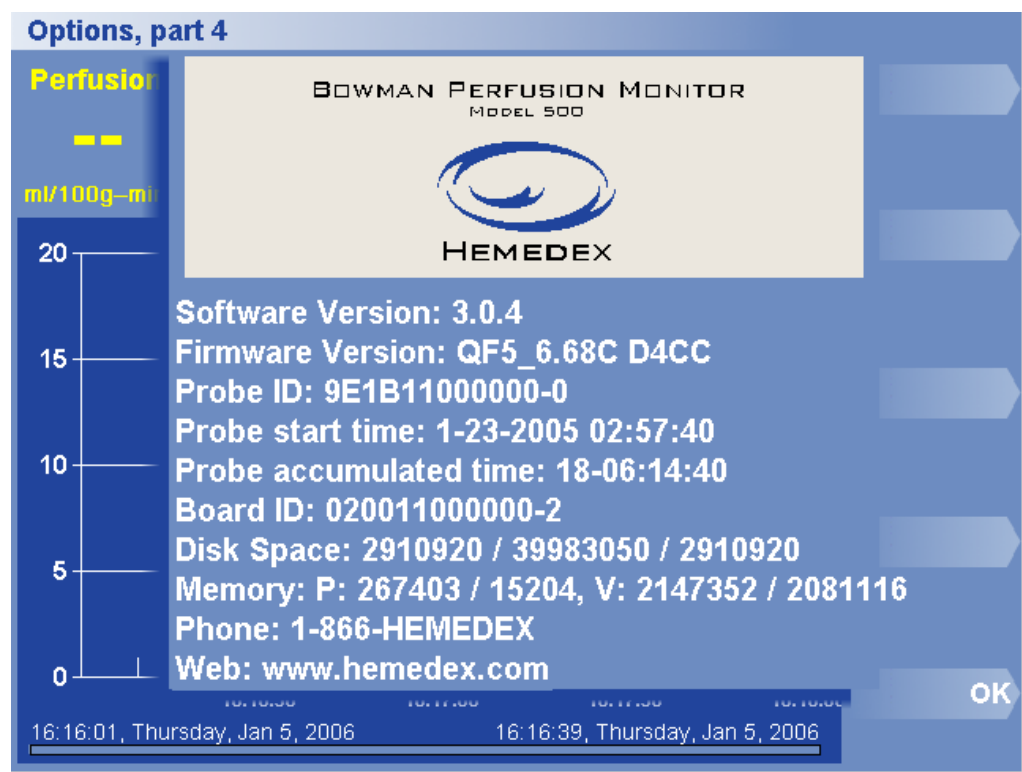 Options, part 4
Perfusion
--
ml/100g–min
BOWMAN PERFUSION MONITOR
MODEL 500
HEMEDEX
20
15
10
5
0
Software Version: 3.0.4
Firmware Version: QF5_6.68C D4CC
Probe ID: 9E1B11000000-0
Probe start time: 1-23-2005 02:57:40
Probe accumulated time: 18-06:14:40
Board ID: 020011000000-2
Disk Space: 2910920 / 39983050 / 2910920
Memory: P: 267403 / 15204, V: 2147352 / 2081116
Phone: 1-866-HEMEDEX
Web: www.hemedex.com
OK
16:16:01, Thursday, Jan 5, 2006
16:16:39, Thursday, Jan 5, 2006